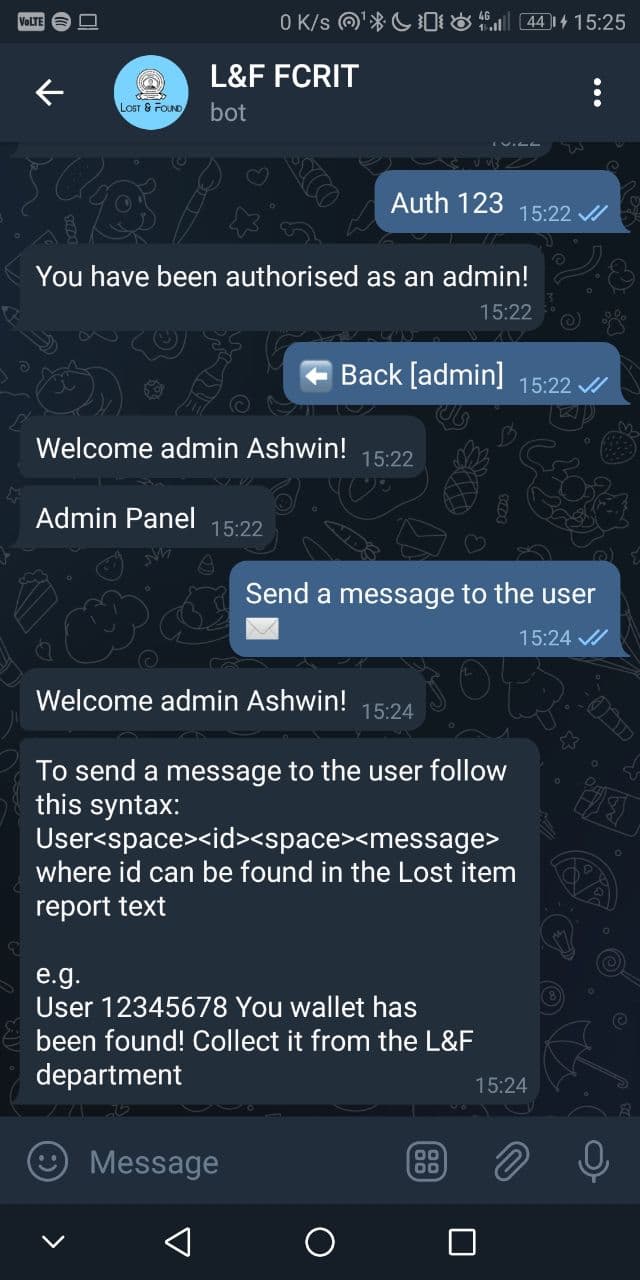 VoLTE 0 K/s 4G 44 15:25
L&F FCRIT
LOST & FOUND
bot
15:22
Auth 123 15:22
You have been authorised as an admin!
15:22
Back [admin] 15:22
Welcome admin Ashwin! 15:22
Admin Panel 15:22
Send a message to the user
15:24
Welcome admin Ashwin! 15:24
To send a message to the user follow
this syntax:
User<space><id><space><message>
where id can be found in the Lost item
report text
e.g.
User 12345678 You wallet has
been found! Collect it from the L&F
department
15:24
Message